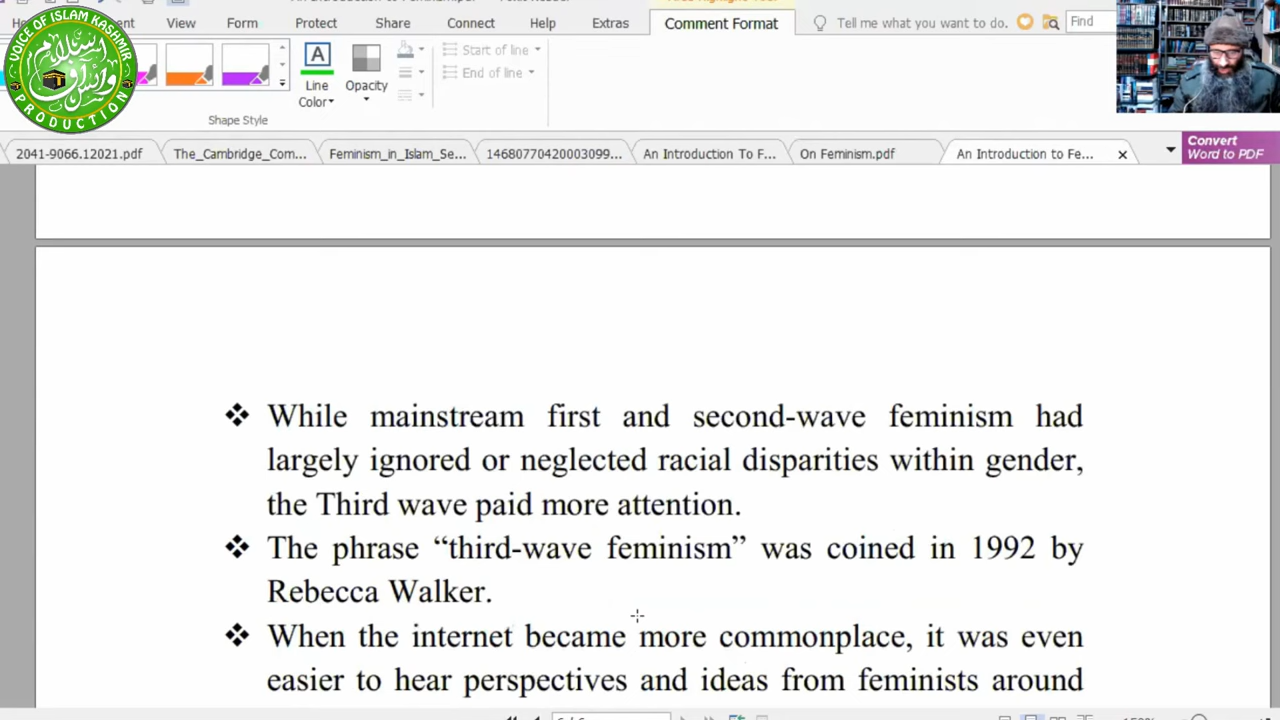 VOICE OF ISLAM KASHMIR
PRODUCTION
Form
View
Protect
Share
Connect
Help
Extras
Comment Format
Tell me what you want to do.
Find
Start of line
End of line
Line
Color
Opacity
Shape Style
2041-9066.12021.pdf
The_Cambridge_Com...
Feminism_in_Islam_Se...
14680770420003099...
An Introduction To F...
On Feminism.pdf
An Introduction to Fe...
Convert
Word to PDF
❖ While mainstream first and second-wave feminism had
largely ignored or neglected racial disparities within gender,
the Third wave paid more attention.
❖ The phrase “third-wave feminism” was coined in 1992 by
Rebecca Walker.
❖ When the internet became more commonplace, it was even
easier to hear perspectives and ideas from feminists around